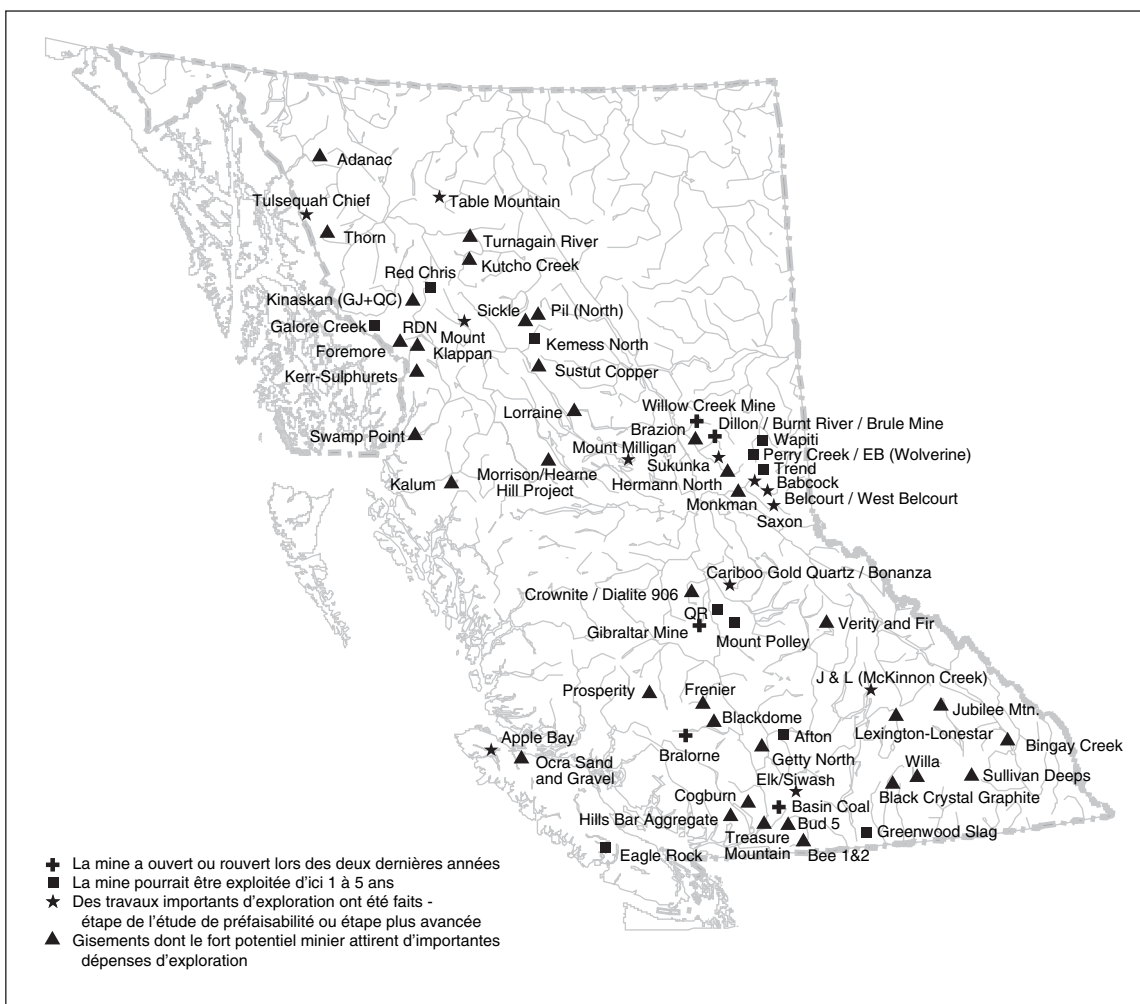 Adanac
Tulsequah Chief
Table Mountain
Thorn
Turnagain River
Kutcho Creek
Red Chris
Kinaskan (GJ+QC)
Sickle
Pil (North)
Galore Creek
RDN
Mount
Klappan
Kemess North
Foremore
Kerr-Sulphurets
Sustut Copper
Lorraine
Willow Creek Mine
Dillon / Burnt River / Brule Mine
Brazion
Wapiti
Swamp Point
Mount Milligan
Perry Creek / EB (Wolverine)
Sukunka
Trend
Kalum
Morrison/Hearne
Hill Project
Hermann North
Babcock
Belcourt / West Belcourt
Monkman
Saxon
Cariboo Gold Quartz / Bonanza
Crownite / Dialite 906
QR
Gibraltar Mine
Mount Polley
Verity and Fir
J & L (McKinnon Creek)
Prosperity
Frenier
Jubilee Mtn.
Blackdome
Lexington-Lonestar
Apple Bay
Afton
Bingay Creek
Bralorne
Ocra Sand
and Gravel
Getty North
Willa
Sullivan Deeps
Elk/Siwash
Black Crystal Graphite
Cogburn
Basin Coal
Hills Bar Aggregate
Bud 5
Greenwood Slag
Treasure
Mountain
Bee 1&2
Eagle Rock
La mine a ouvert ou rouvert lors des deux dernières années
La mine pourrait être exploitée d'ici 1 à 5 ans
Des travaux importants d'exploration ont été faits -
étape de l'étude de préfaisabilité ou étape plus avancée
Gisements dont le fort potentiel minier attirent d'importantes
dépenses d'exploration